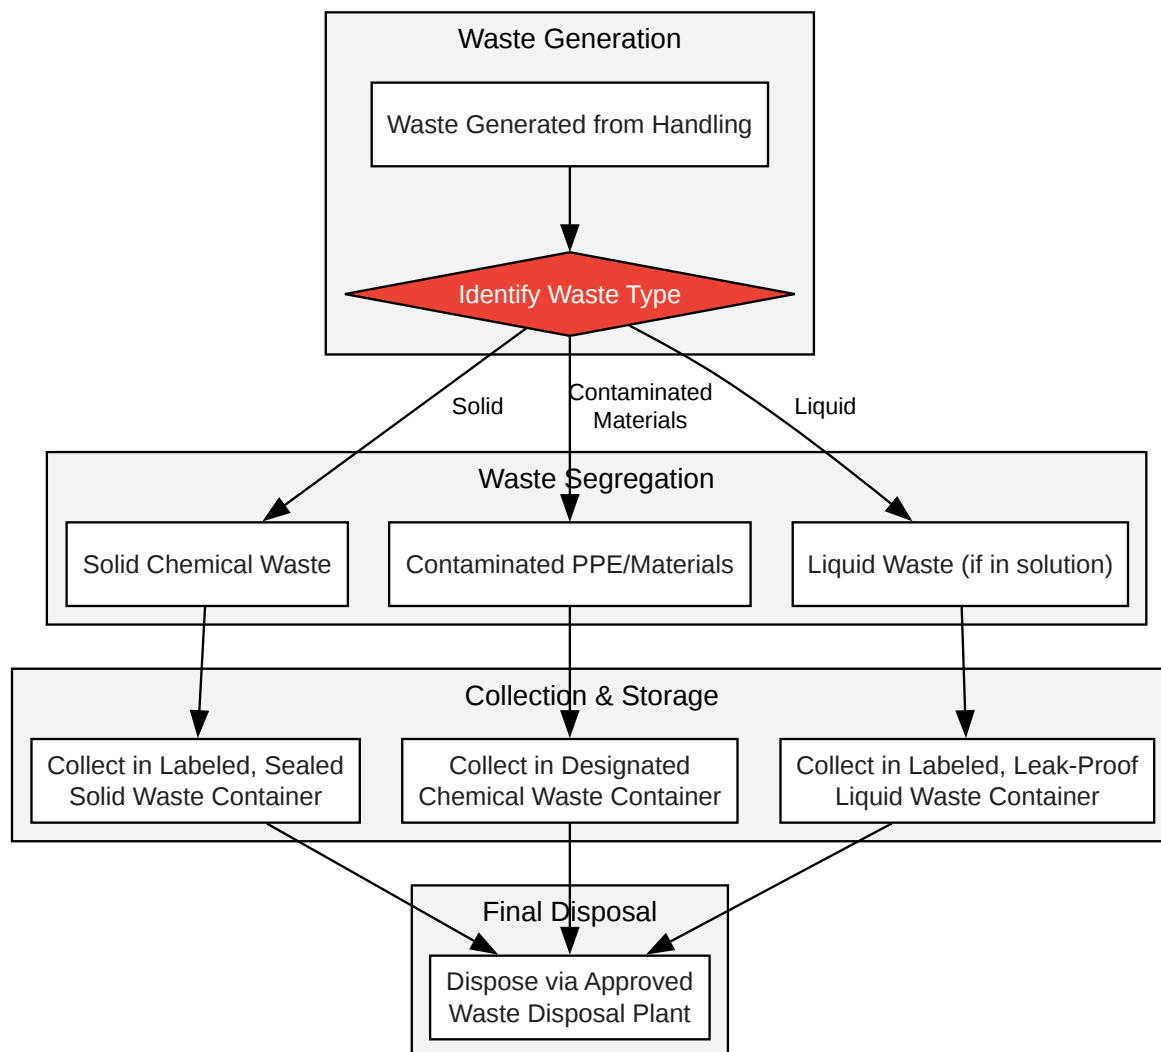 Waste Generation
Waste Generated from Handling
Identify Waste Type
Solid
Contaminated
Materials
Liquid
Waste Segregation
Solid Chemical Waste
Contaminated PPE/Materials
Liquid Waste (if in solution)
Collection & Storage
Collect in Labeled, Sealed
Solid Waste Container
Collect in Designated
Chemical Waste Container
Collect in Labeled, Leak-Proof
Liquid Waste Container
Final Disposal
Dispose via Approved
Waste Disposal Plant